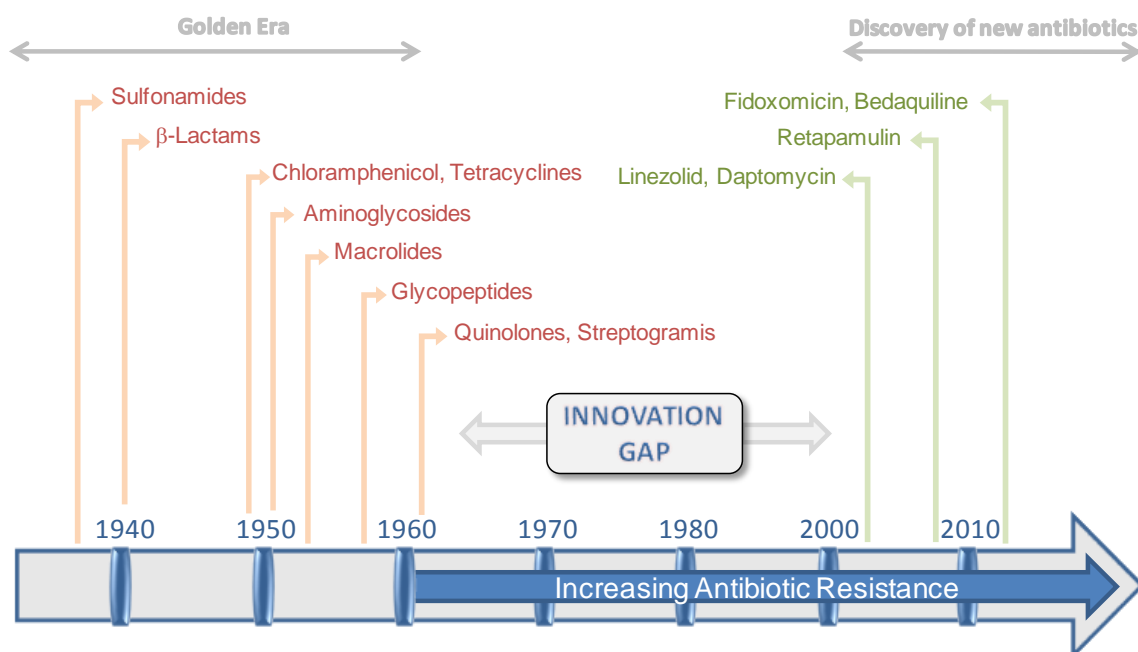 Golden Era
Discovery of new antibiotics
Sulfonamides
Fidoxomicin, Bedaquiline
β-Lactams
Retapamulin
Chloramphenicol, Tetracyclines
Linezolid, Daptomycin
Aminoglycosides
Macrolides
Glycopeptides
Quinolones, Streptogramis
INNOVATION
GAP
1940 1950 1960 1970 1980 2000 2010
Increasing Antibiotic Resistance